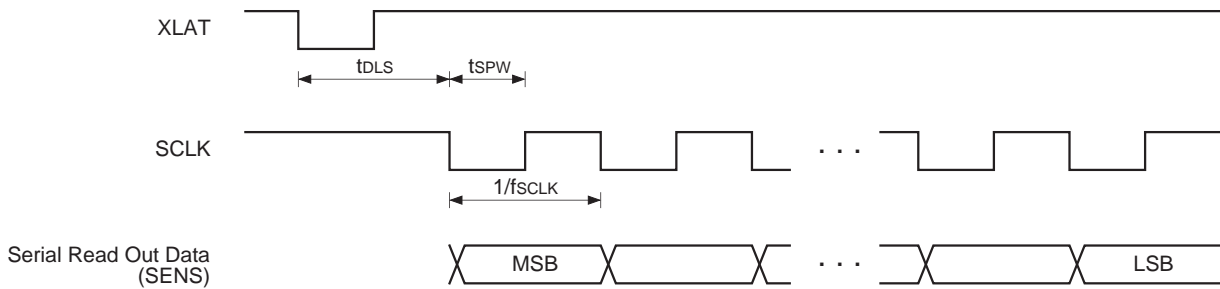 XLAT
tDLS
tSPW
SCLK
. . .
1/fSCLK
Serial Read Out Data
(SENS)
MSB
. . .
LSB